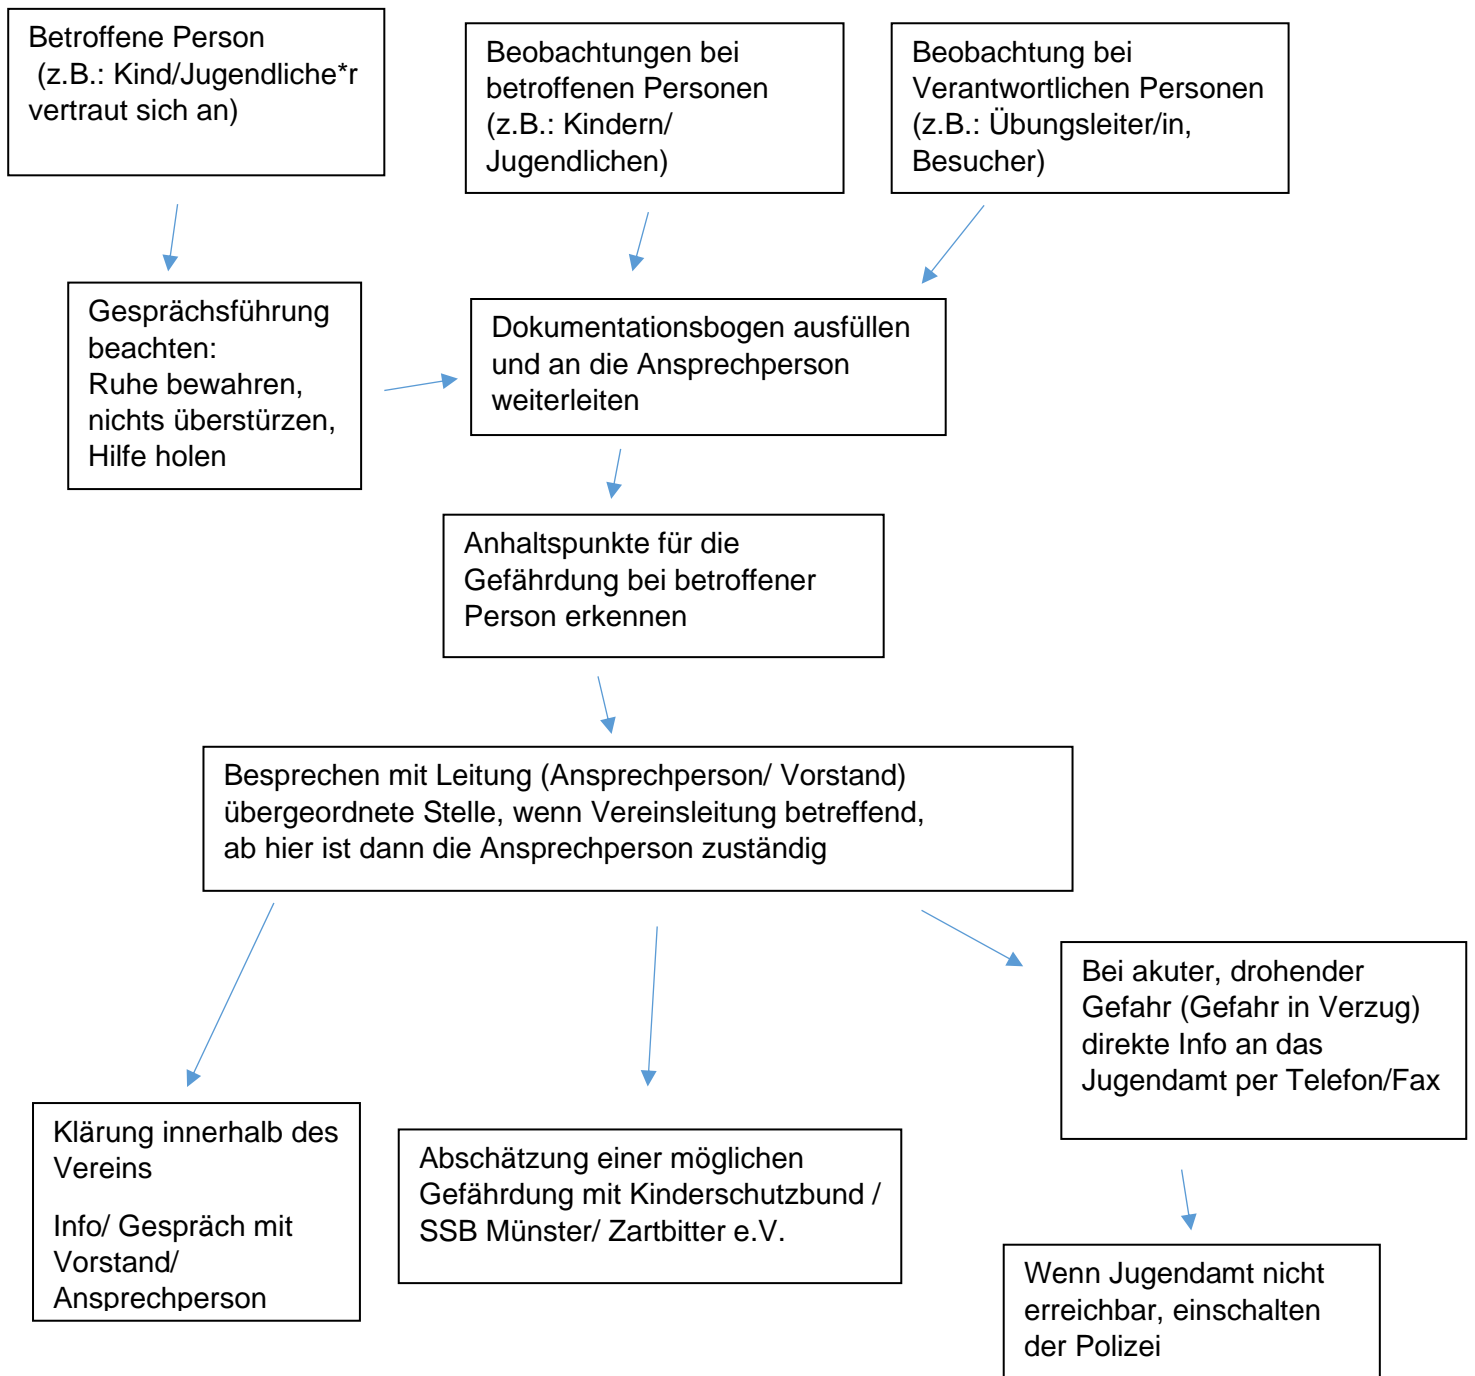 Betroffene Person
(z.B.: Kind/Jugendliche*r
vertraut sich an)
Beobachtungen bei
betroffenen Personen
(z.B.: Kindern/
Jugendlichen)
Beobachtung bei
Verantwortlichen Personen
(z.B.: Übungsleiter/in,
Besucher)
Gesprächsführung
beachten:
Ruhe bewahren,
nichts überstürzen,
Hilfe holen
Dokumentationsbogen ausfüllen
und an die Ansprechperson
weiterleiten
Anhaltspunkte für die
Gefährdung bei betroffener
Person erkennen
Besprechen mit Leitung (Ansprechperson/ Vorstand)
übergeordnete Stelle, wenn Vereinsleitung betreffend,
ab hier ist dann die Ansprechperson zuständig
Klärung innerhalb des
Vereins
Info/ Gespräch mit
Vorstand/
Ansprechperson
Abschätzung einer möglichen
Gefährdung mit Kinderschutzbund /
SSB Münster/ Zartbitter e.V.
Bei akuter, drohender
Gefahr (Gefahr in Verzug)
direkte Info an das
Jugendamt per Telefon/Fax
Wenn Jugendamt nicht
erreichbar, einschalten
der Polizei